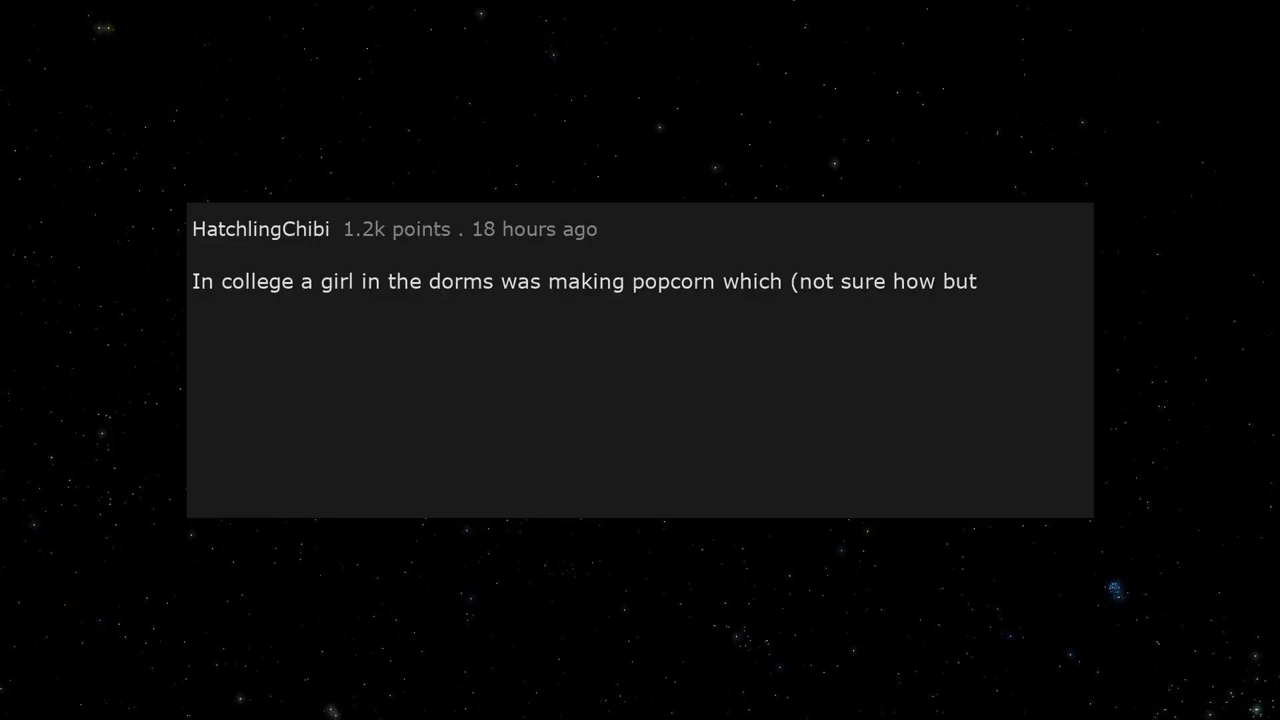 HatchlingChibi 1.2k points . 18 hours ago
In college a girl in the dorms was making popcorn which (not sure how but